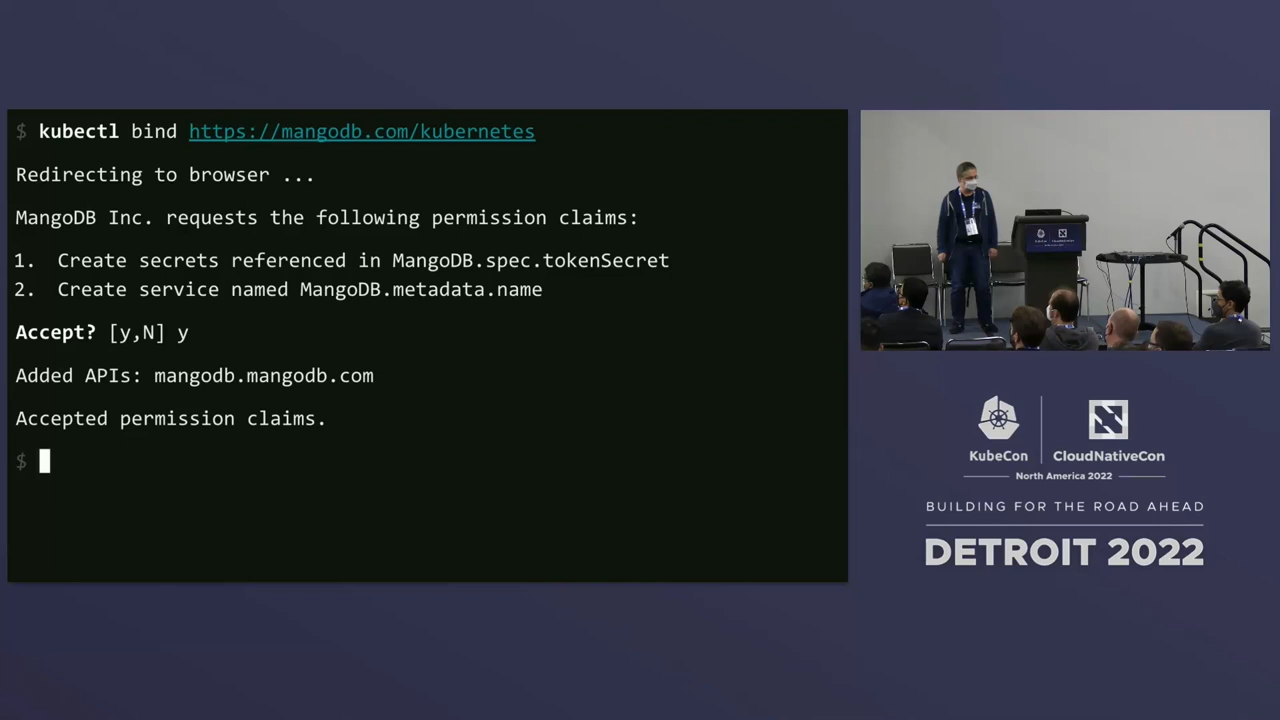 $ kubectl bind https://mangodb.com/kubernetes
Redirecting to browser ...
MangoDB Inc. requests the following permission claims:
1. Create secrets referenced in MangoDB.spec.tokenSecret
2. Create service named MangoDB.metadata.name
Accept? [y,N] y
Added APIs: mangodb.mangodb.com
Accepted permission claims.
$
KubeCon
CloudNativeCon
North America 2022
BUILDING FOR THE ROAD AHEAD
DETROIT 2022